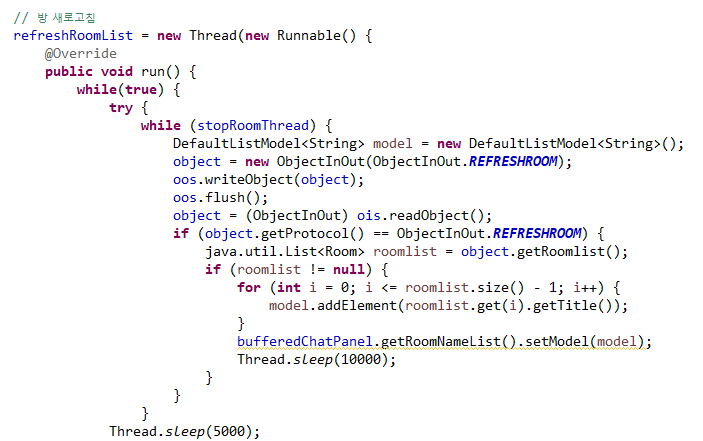 // 방 새로고침
refreshRoomList = new Thread(new Runnable() {
    @Override
    public void run() {
        while(true) {
            try {
                while (stopRoomThread) {
                    DefaultListModel<String> model = new DefaultListModel<String>();
                    object = new ObjectInOut(ObjectInOut.REFRESHROOM);
                    oos.writeObject(object);
                    oos.flush();
                    object = (ObjectInOut) ois.readObject();
                    if (object.getProtocol() == ObjectInOut.REFRESHROOM) {
                        java.util.List<Room> roomlist = object.getRoomlist();
                        if (roomlist != null) {
                            for (int i = 0; i <= roomlist.size() - 1; i++) {
                                model.addElement(roomlist.get(i).getTitle());
                            }
                            bufferedChatPanel.getRoomNameList().setModel(model);
                            Thread.sleep(10000);
                        }
                    }
                }
            Thread.sleep(5000);